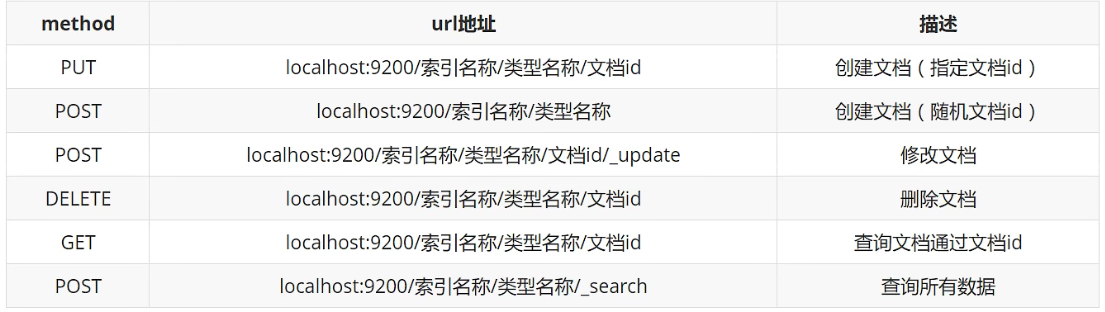 method url地址 描述
PUT localhost:9200/索引名称/类型名称/文档id 创建文档（指定文档id）
POST localhost:9200/索引名称/类型名称 创建文档（随机文档id）
POST localhost:9200/索引名称/类型名称/文档id/_update 修改文档
DELETE localhost:9200/索引名称/类型名称/文档id 删除文档
GET localhost:9200/索引名称/类型名称/文档id 查询文档通过文档id
POST localhost:9200/索引名称/类型名称/_search 查询所有数据